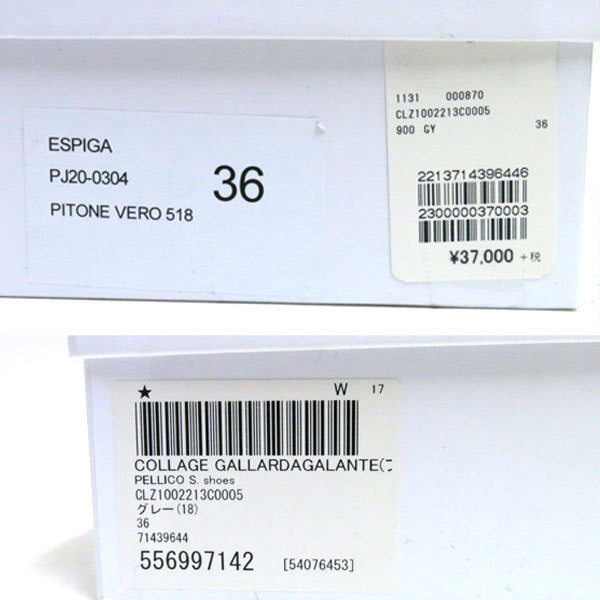 ESPIGA
PJ20-0304
36
PITONE VERO 518
1131 000870
CLZ1002213C0005
900 GY 36
2213714396446
2300000370003
¥37,000 +税
★ W 17
COLLAGE GALLARDAGALANTE(コ
PELLICO S. shoes
CLZ1002213C0005
グレー(18)
36
71439644
556997142 [54076453]